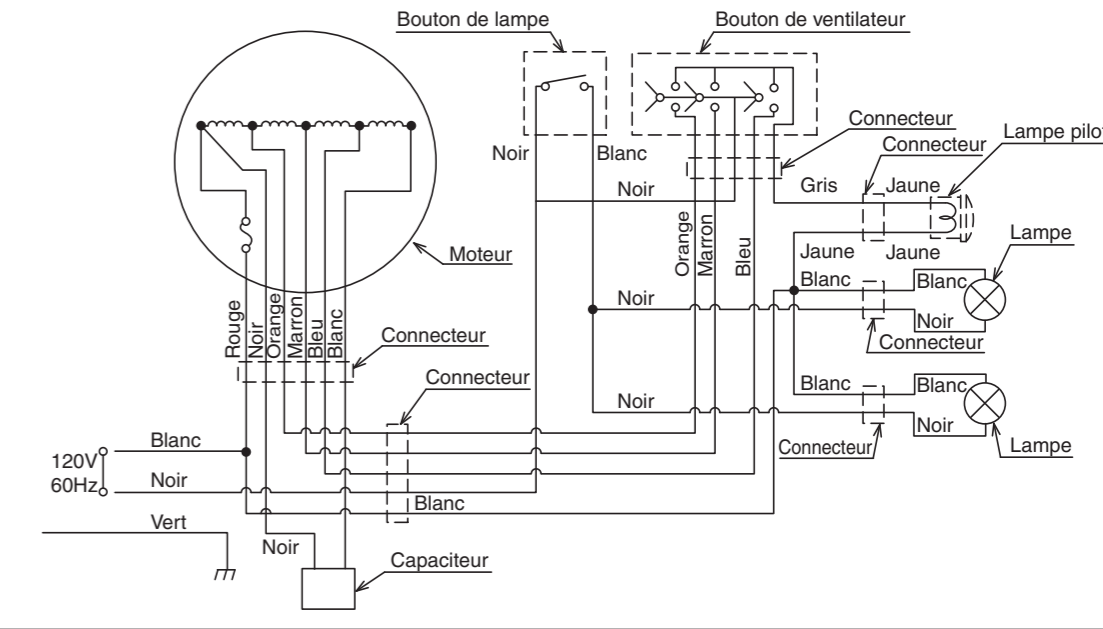 Bouton de lampe
Bouton de ventilateur
Connecteur
Connecteur
Lampe pilot
Noir
Blanc
Noir
Gris
Jaune
Orange
Marron
Bleu
Moteur
Jaune
Jaune
Lampe
Blanc
Blanc
Noir
Noir
Connecteur
Rouge
Noir
Orange
Marron
Bleu
Blanc
Connecteur
Connecteur
Blanc
Blanc
Noir
Noir
Connecteur
Lampe
Blanc
120V
60Hz
Noir
Blanc
Vert
Noir
Capaciteur